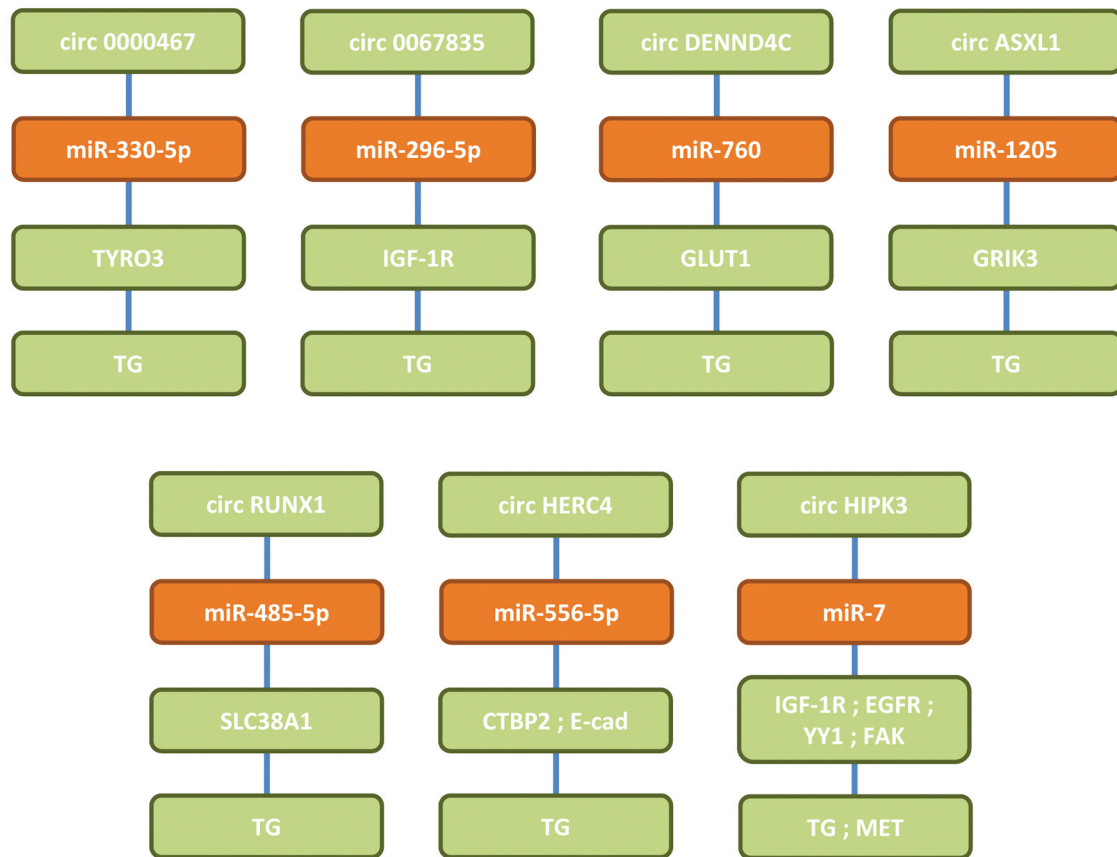 circ 0000467
miR-330-5p
TYRO3
TG
circ 0067835
miR-296-5p
IGF-1R
TG
circ DENND4C
miR-760
GLUT1
TG
circ ASXL1
miR-1205
GRIK3
TG
circ RUNX1
miR-485-5p
SLC38A1
TG
circ HERC4
miR-556-5p
CTBP2 ; E-cad
TG
circ HIPK3
miR-7
IGF-1R ; EGFR ;
YY1 ; FAK
TG ; MET